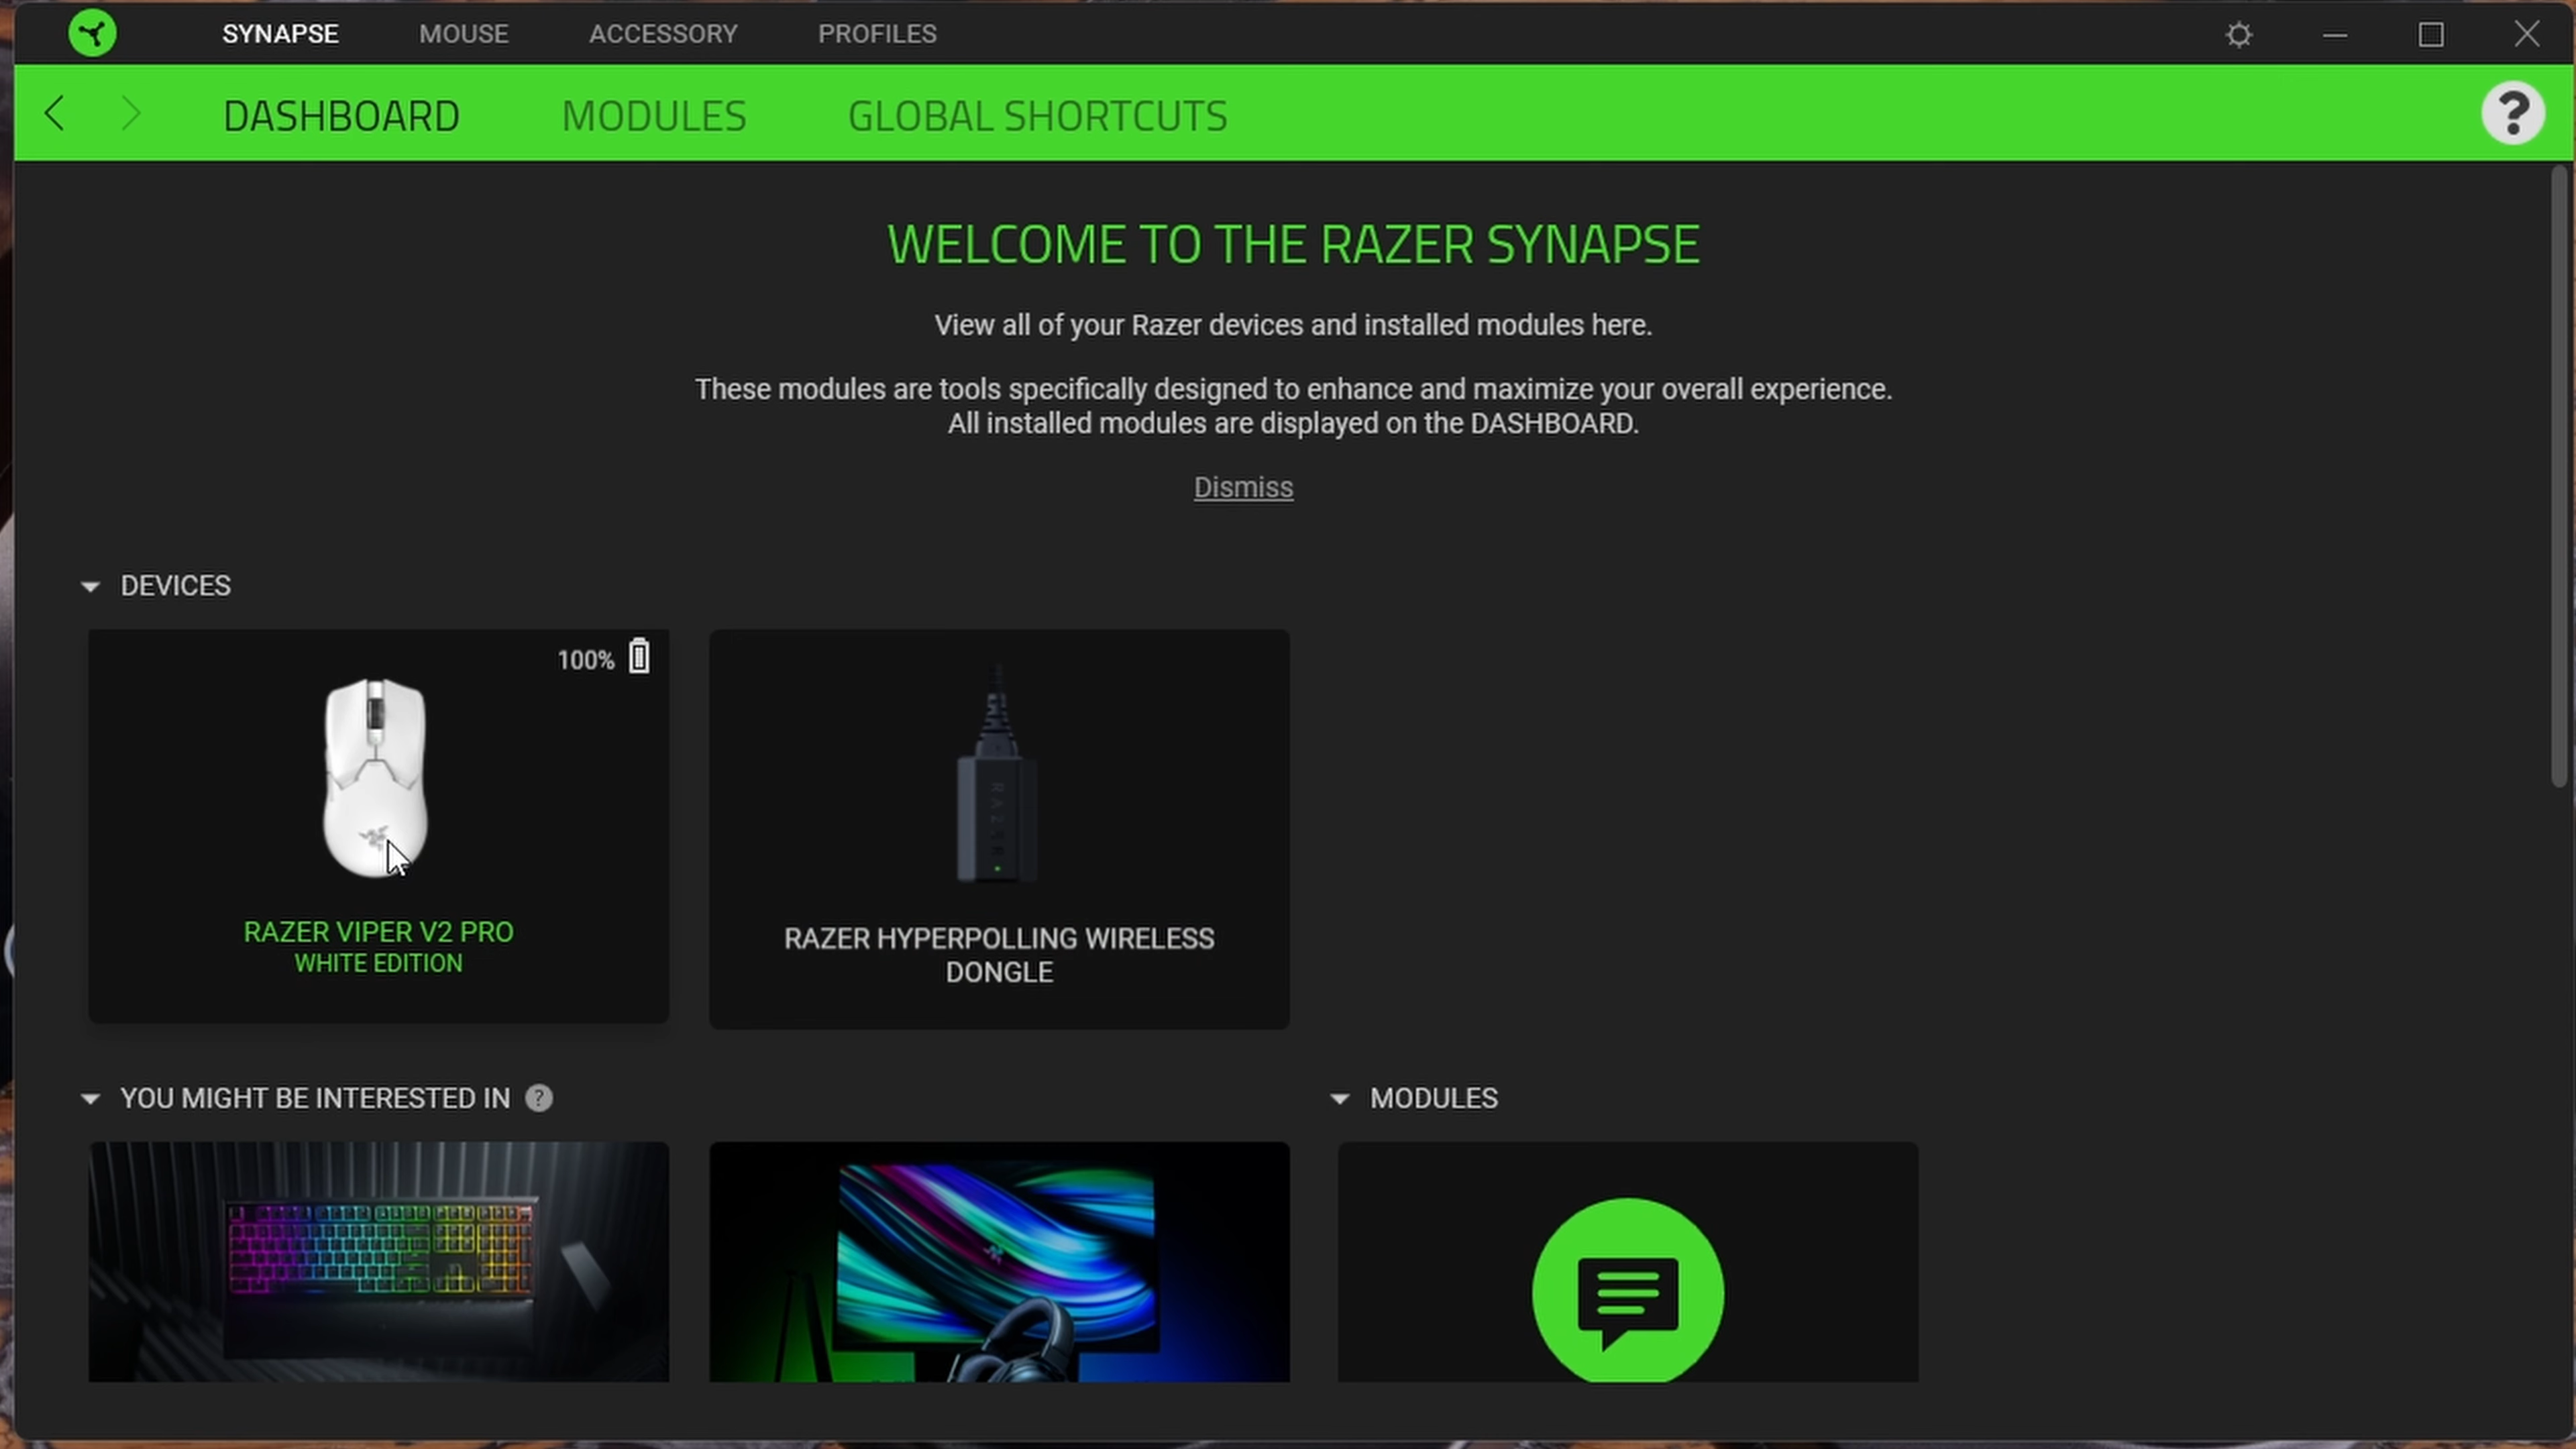 SYNAPSE MOUSE ACCESSORY PROFILES
DASHBOARD MODULES GLOBAL SHORTCUTS
?
WELCOME TO THE RAZER SYNAPSE
View all of your Razer devices and installed modules here.
These modules are tools specifically designed to enhance and maximize your overall experience.
All installed modules are displayed on the DASHBOARD.
Dismiss
DEVICES
100%
RAZER VIPER V2 PRO
WHITE EDITION
RAZER
RAZER HYPERPOLLING WIRELESS
DONGLE
YOU MIGHT BE INTERESTED IN ?
MODULES